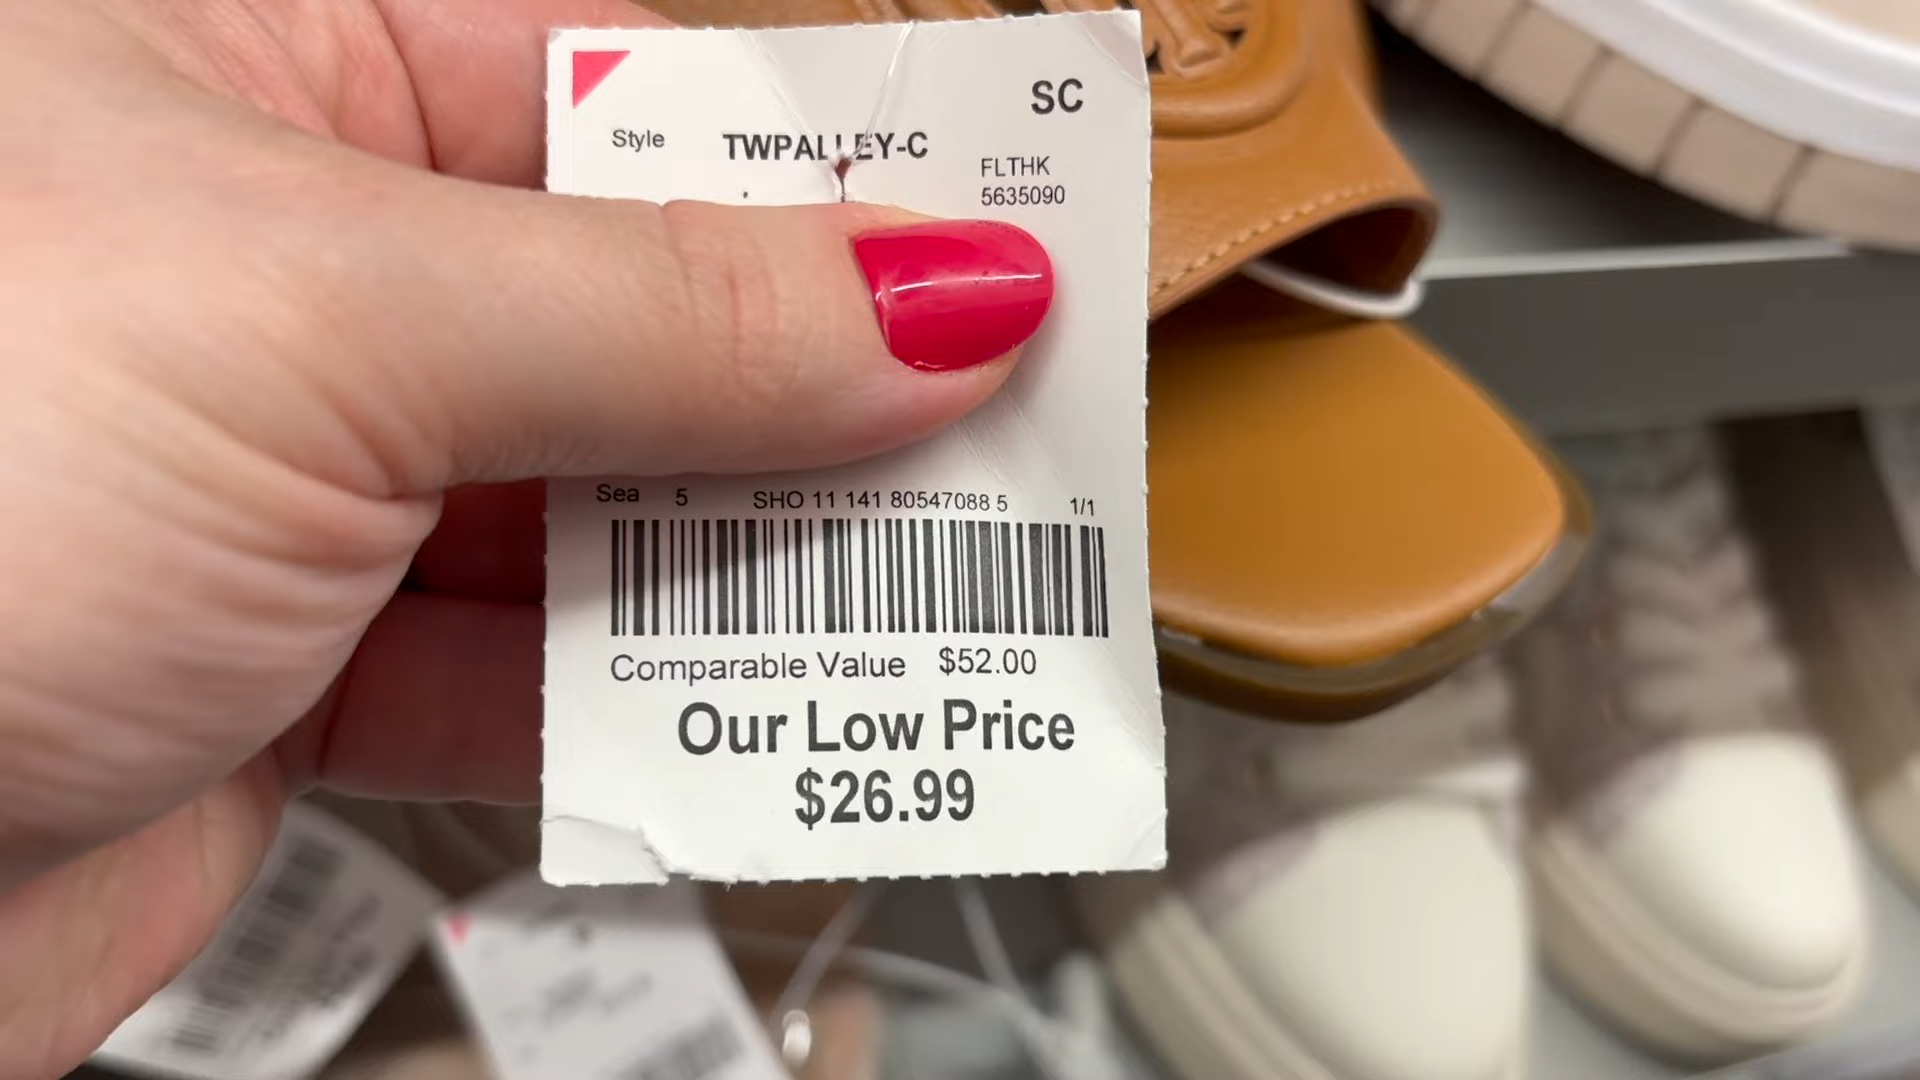 SC
Style TWPALLEY-C
FLTHK
5635090
Sea 5 SHO 11 141 80547088 5 1/1
Comparable Value $52.00
Our Low Price
$26.99